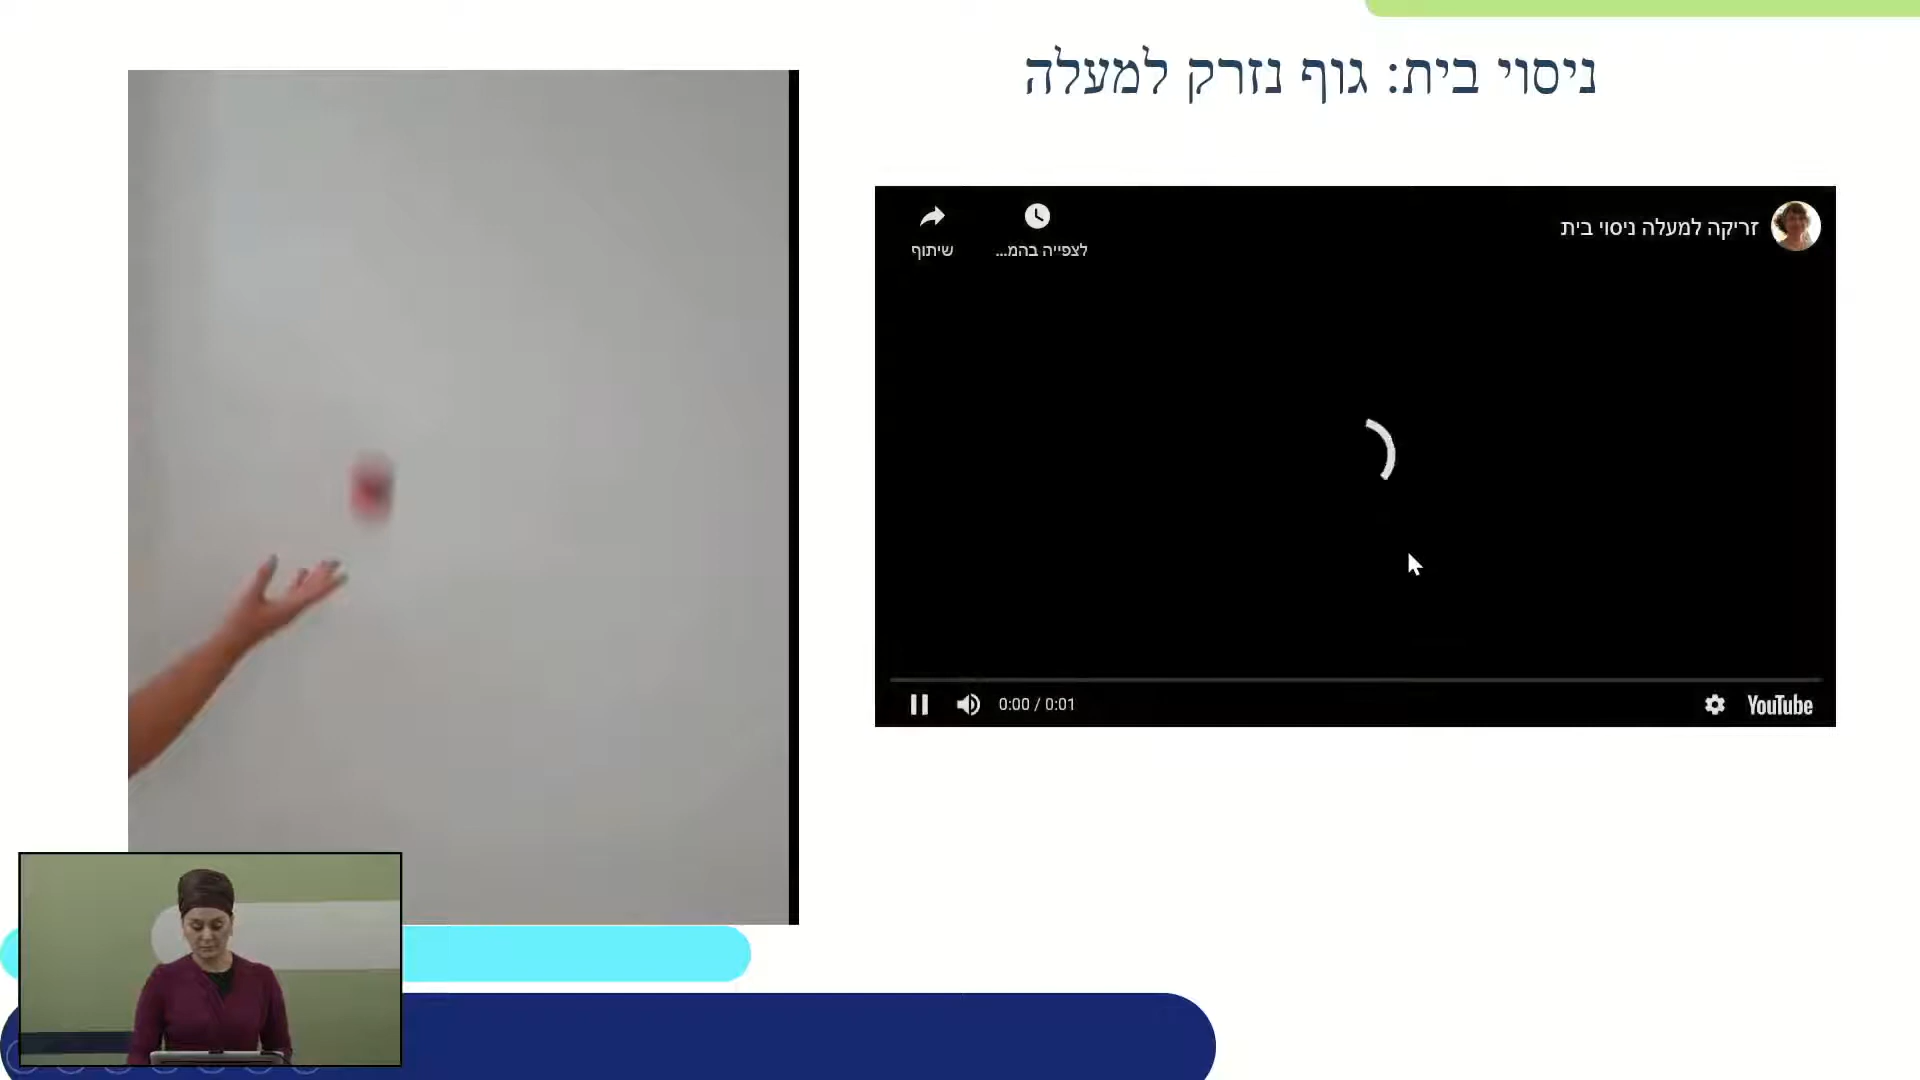 ניסוי בית: גוף נזרק למעלה
זריקה למעלה ניסוי בית
לצפייה בהמ...
שיתוף
0:00 / 0:01
YouTube